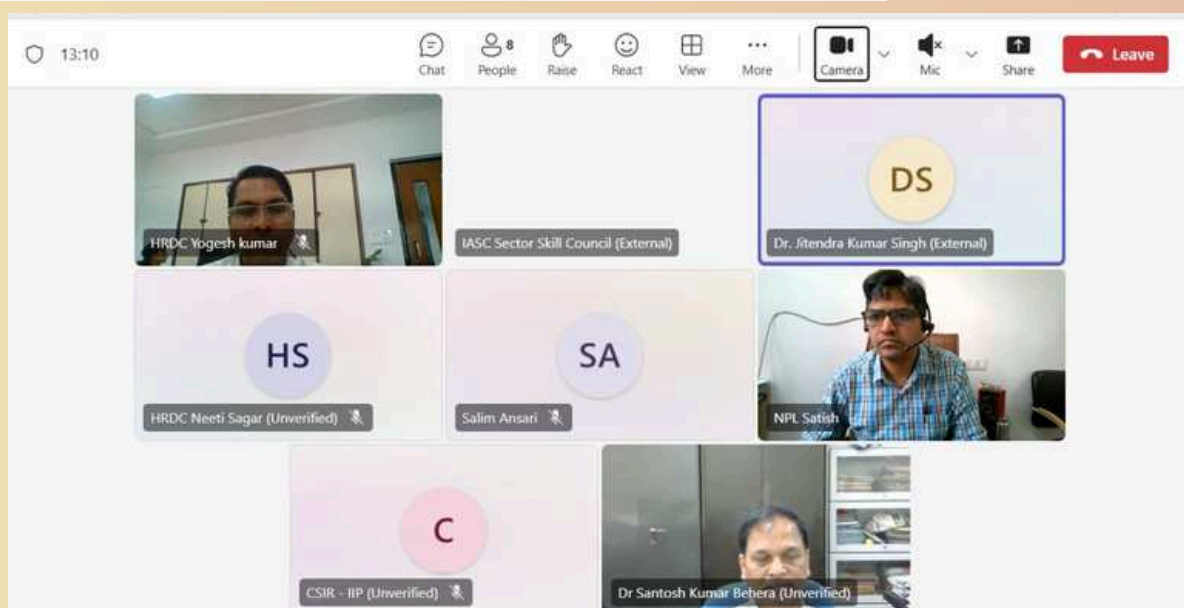 13:10
Chat
People 8
Raise
React
View
More
Camera
Mic
Share
Leave
HRDC Yogesh kumar
IASC Sector Skill Council (External)
DS
Dr. Jitendra Kumar Singh (External)
HS
HRDC Neeti Sagar (Unverified)
SA
Salim Ansari
NPL Satish
C
CSIR - IIP (Unverified)
Dr Santosh Kumar Behera (Unverified)